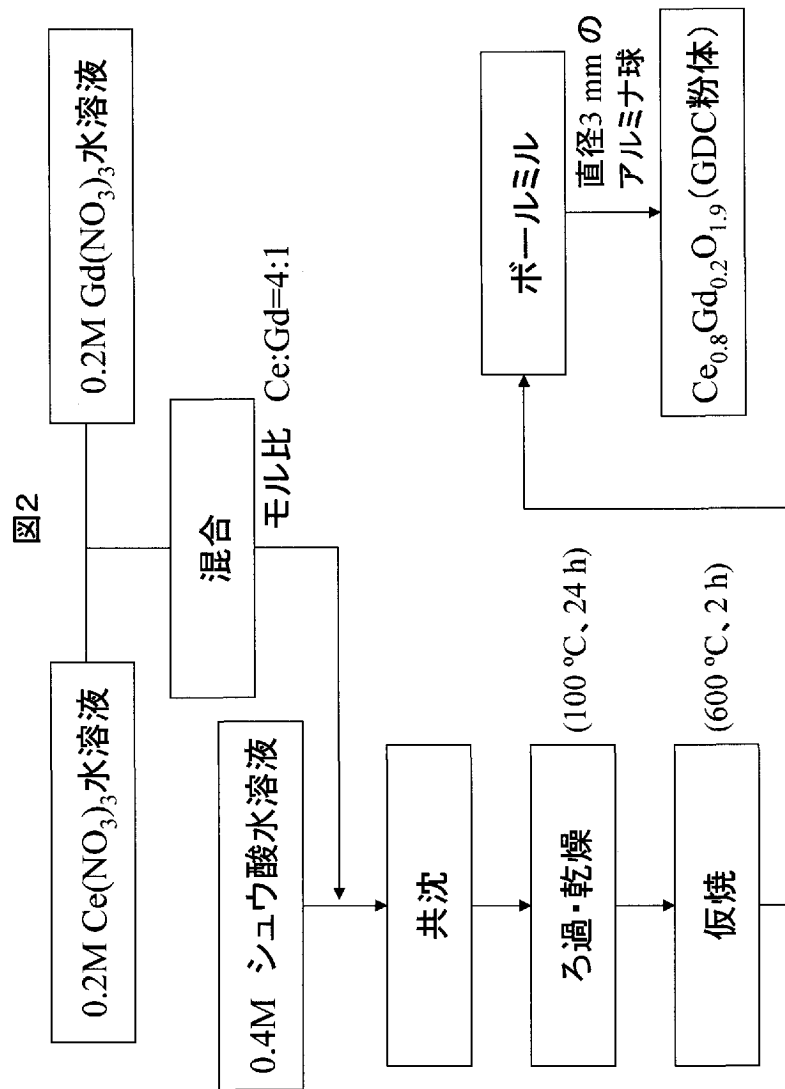 図2
0.2M Ce(NO₃)₃水溶液
0.2M Gd(NO₃)₃水溶液
混合
モル比 Ce:Gd=4:1
0.4M シュウ酸水溶液
共沈
ろ過・乾燥
(100 ºC、24 h)
仮焼
(600 ºC、2 h)
ボールミル
直径3 mm の
アルミナ球
Ce₀.₈Gd₀.₂O₁.₉(GDC粉体)